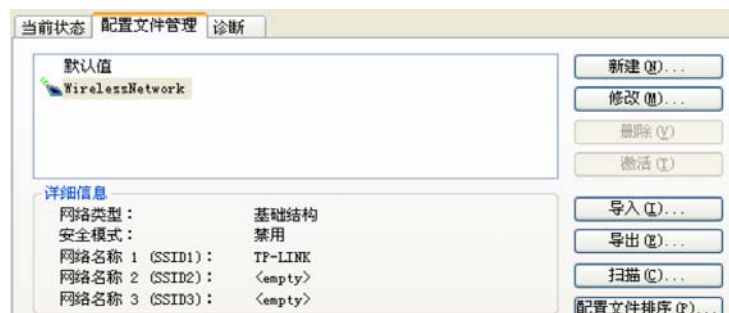 当前状态 配置文件管理 诊断
默认值
WirelessNetwork
新建(N)...
修改(M)...
删除(V)
激活(T)
详细信息
网络类型： 基础结构
安全模式： 禁用
网络名称 1 (SSID1)： TP-LINK
网络名称 2 (SSID2)： <empty>
网络名称 3 (SSID3)： <empty>
导入(I)...
导出(E)...
扫描(C)...
配置文件排序(P)...